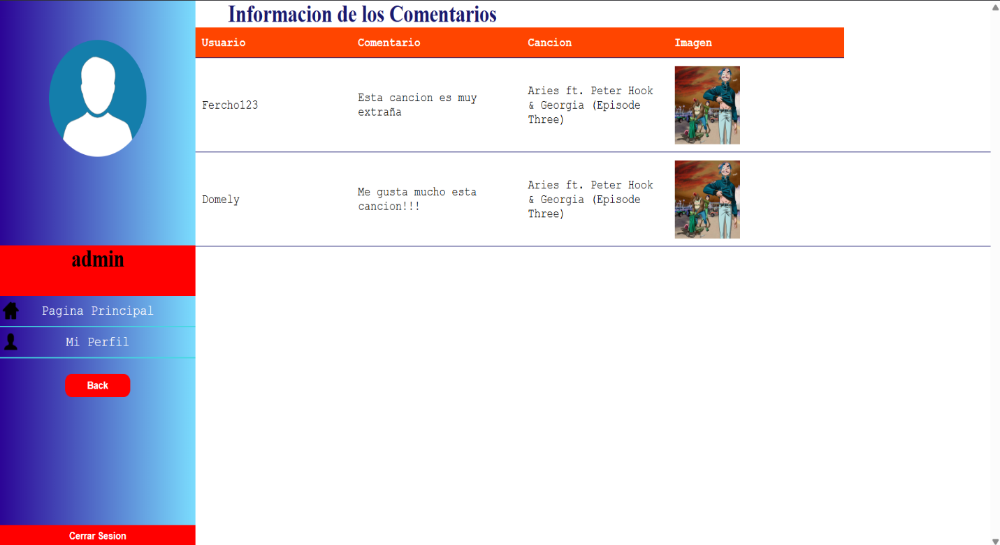 Informacion de los Comentarios
Usuario Comentario Cancion Imagen
Fercho123
Esta cancion es muy
extraña
Aries ft. Peter Hook
& Georgia (Episode
Three)
Domely
Me gusta mucho esta
cancion!!!
Aries ft. Peter Hook
& Georgia (Episode
Three)
admin
Pagina Principal
Mi Perfil
Back
Cerrar Sesion